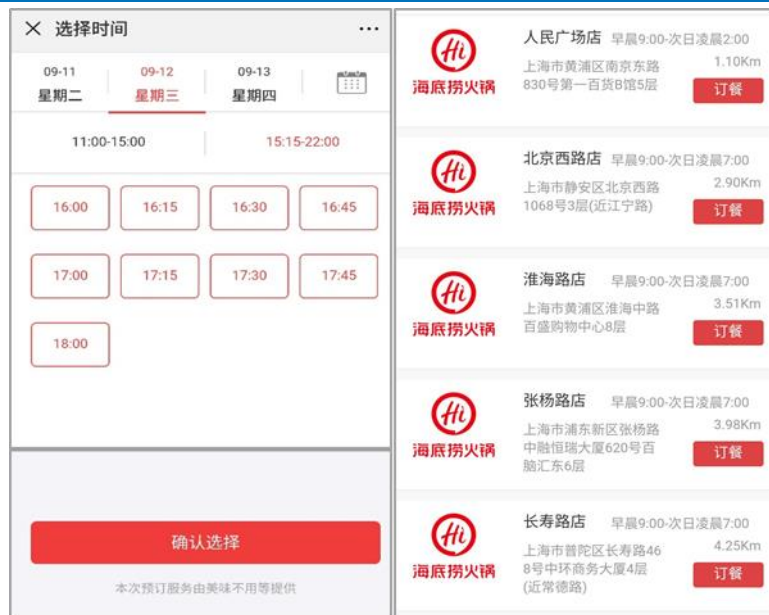 选择时间
09-11
星期二
09-12
星期三
09-13
星期四
11:00-15:00
15:15-22:00
16:00 16:15 16:30 16:45
17:00 17:15 17:30 17:45
18:00
确认选择
本次预订服务由美味不用等提供
Hi
海底捞火锅
人民广场店 早晨9:00-次日凌晨2:00
上海市黄浦区南京东路
830号第一百货B馆5层
1.10Km
订餐
Hi
海底捞火锅
北京西路店 早晨9:00-次日凌晨7:00
上海市静安区北京西路
1068号3层(近江宁路)
2.90Km
订餐
Hi
海底捞火锅
淮海路店 早晨9:00-次日凌晨7:00
上海市黄浦区淮海中路
百盛购物中心8层
3.51Km
订餐
Hi
海底捞火锅
张杨路店 早晨9:00-次日凌晨7:00
上海市浦东新区张杨路
中融恒瑞大厦620号百
脑汇东6层
3.98Km
订餐
Hi
海底捞火锅
长寿路店 早晨9:00-次日凌晨7:00
上海市普陀区长寿路46
8号中环商务大厦4层
(近常德路)
4.25Km
订餐